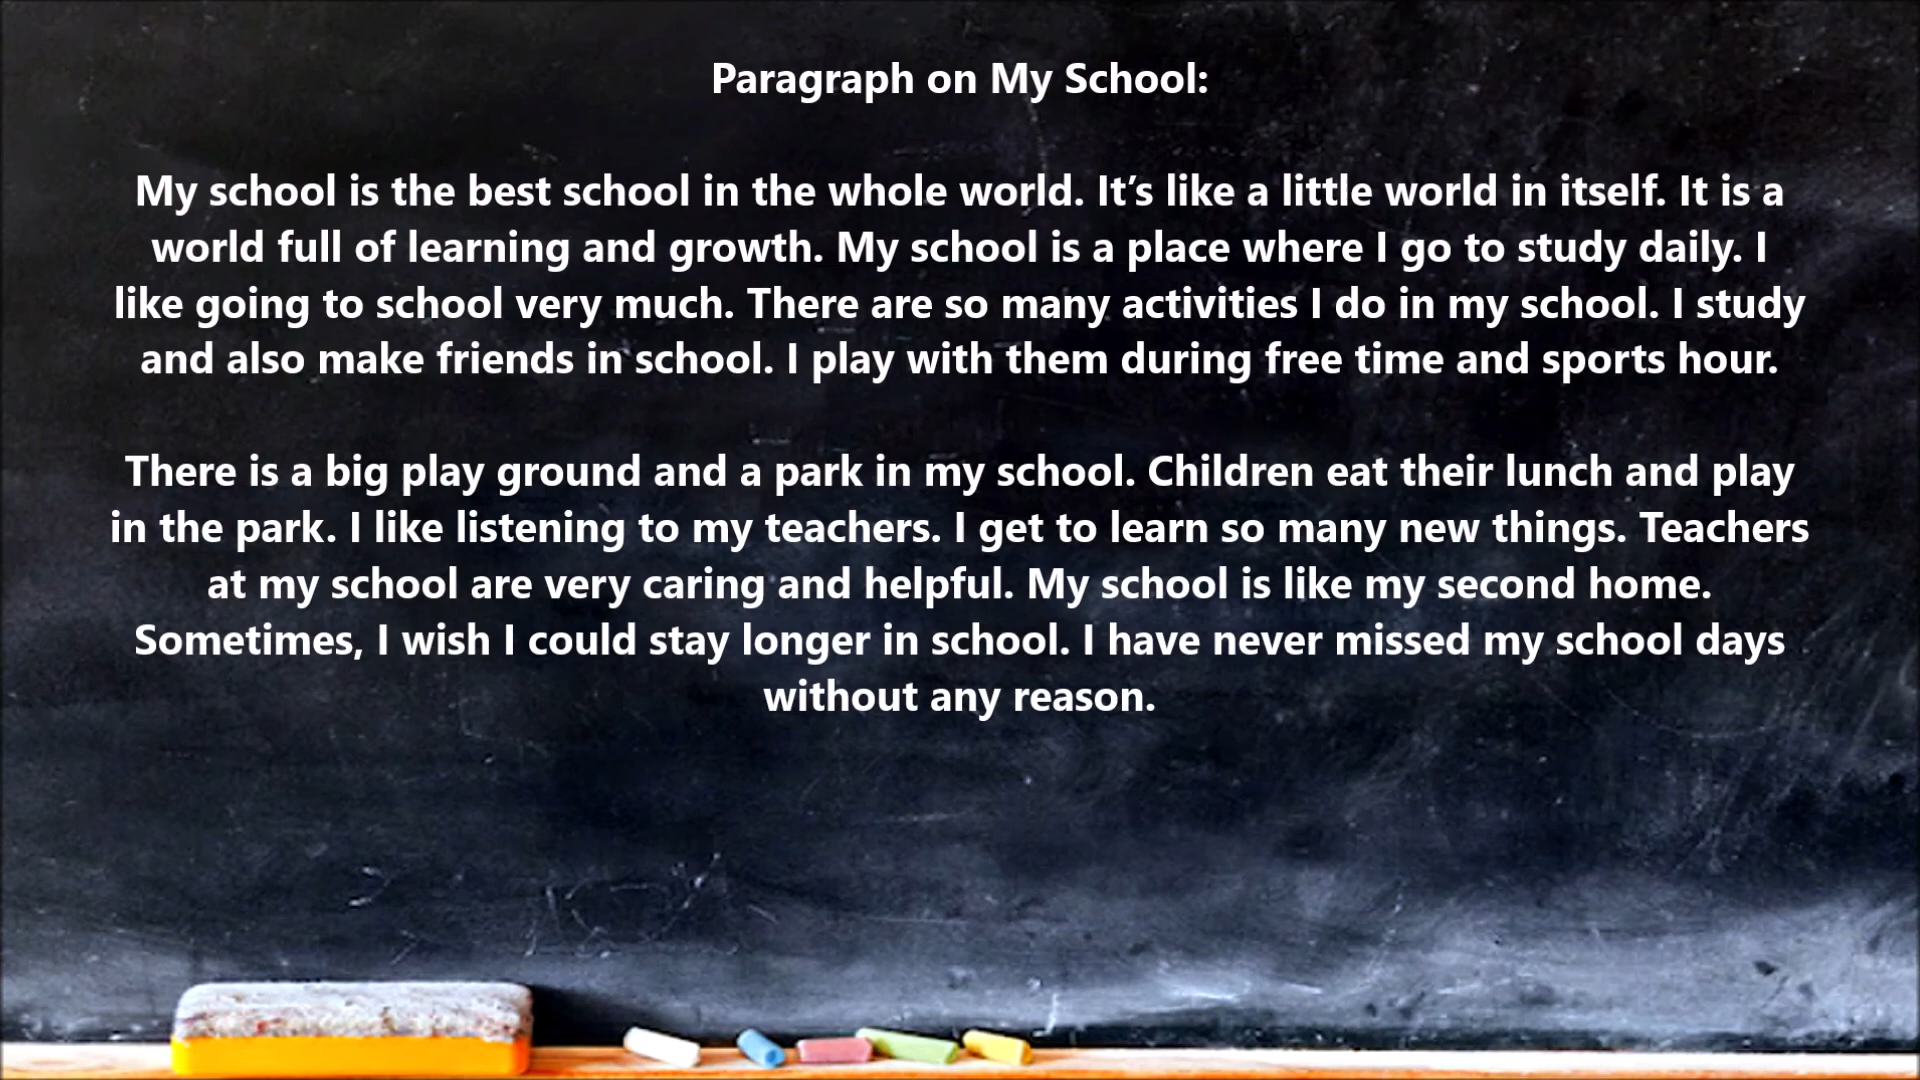 Paragraph on My School:
My school is the best school in the whole world. It’s like a little world in itself. It is a
world full of learning and growth. My school is a place where I go to study daily. I
like going to school very much. There are so many activities I do in my school. I study
and also make friends in school. I play with them during free time and sports hour.
There is a big play ground and a park in my school. Children eat their lunch and play
in the park. I like listening to my teachers. I get to learn so many new things. Teachers
at my school are very caring and helpful. My school is like my second home.
Sometimes, I wish I could stay longer in school. I have never missed my school days
without any reason.